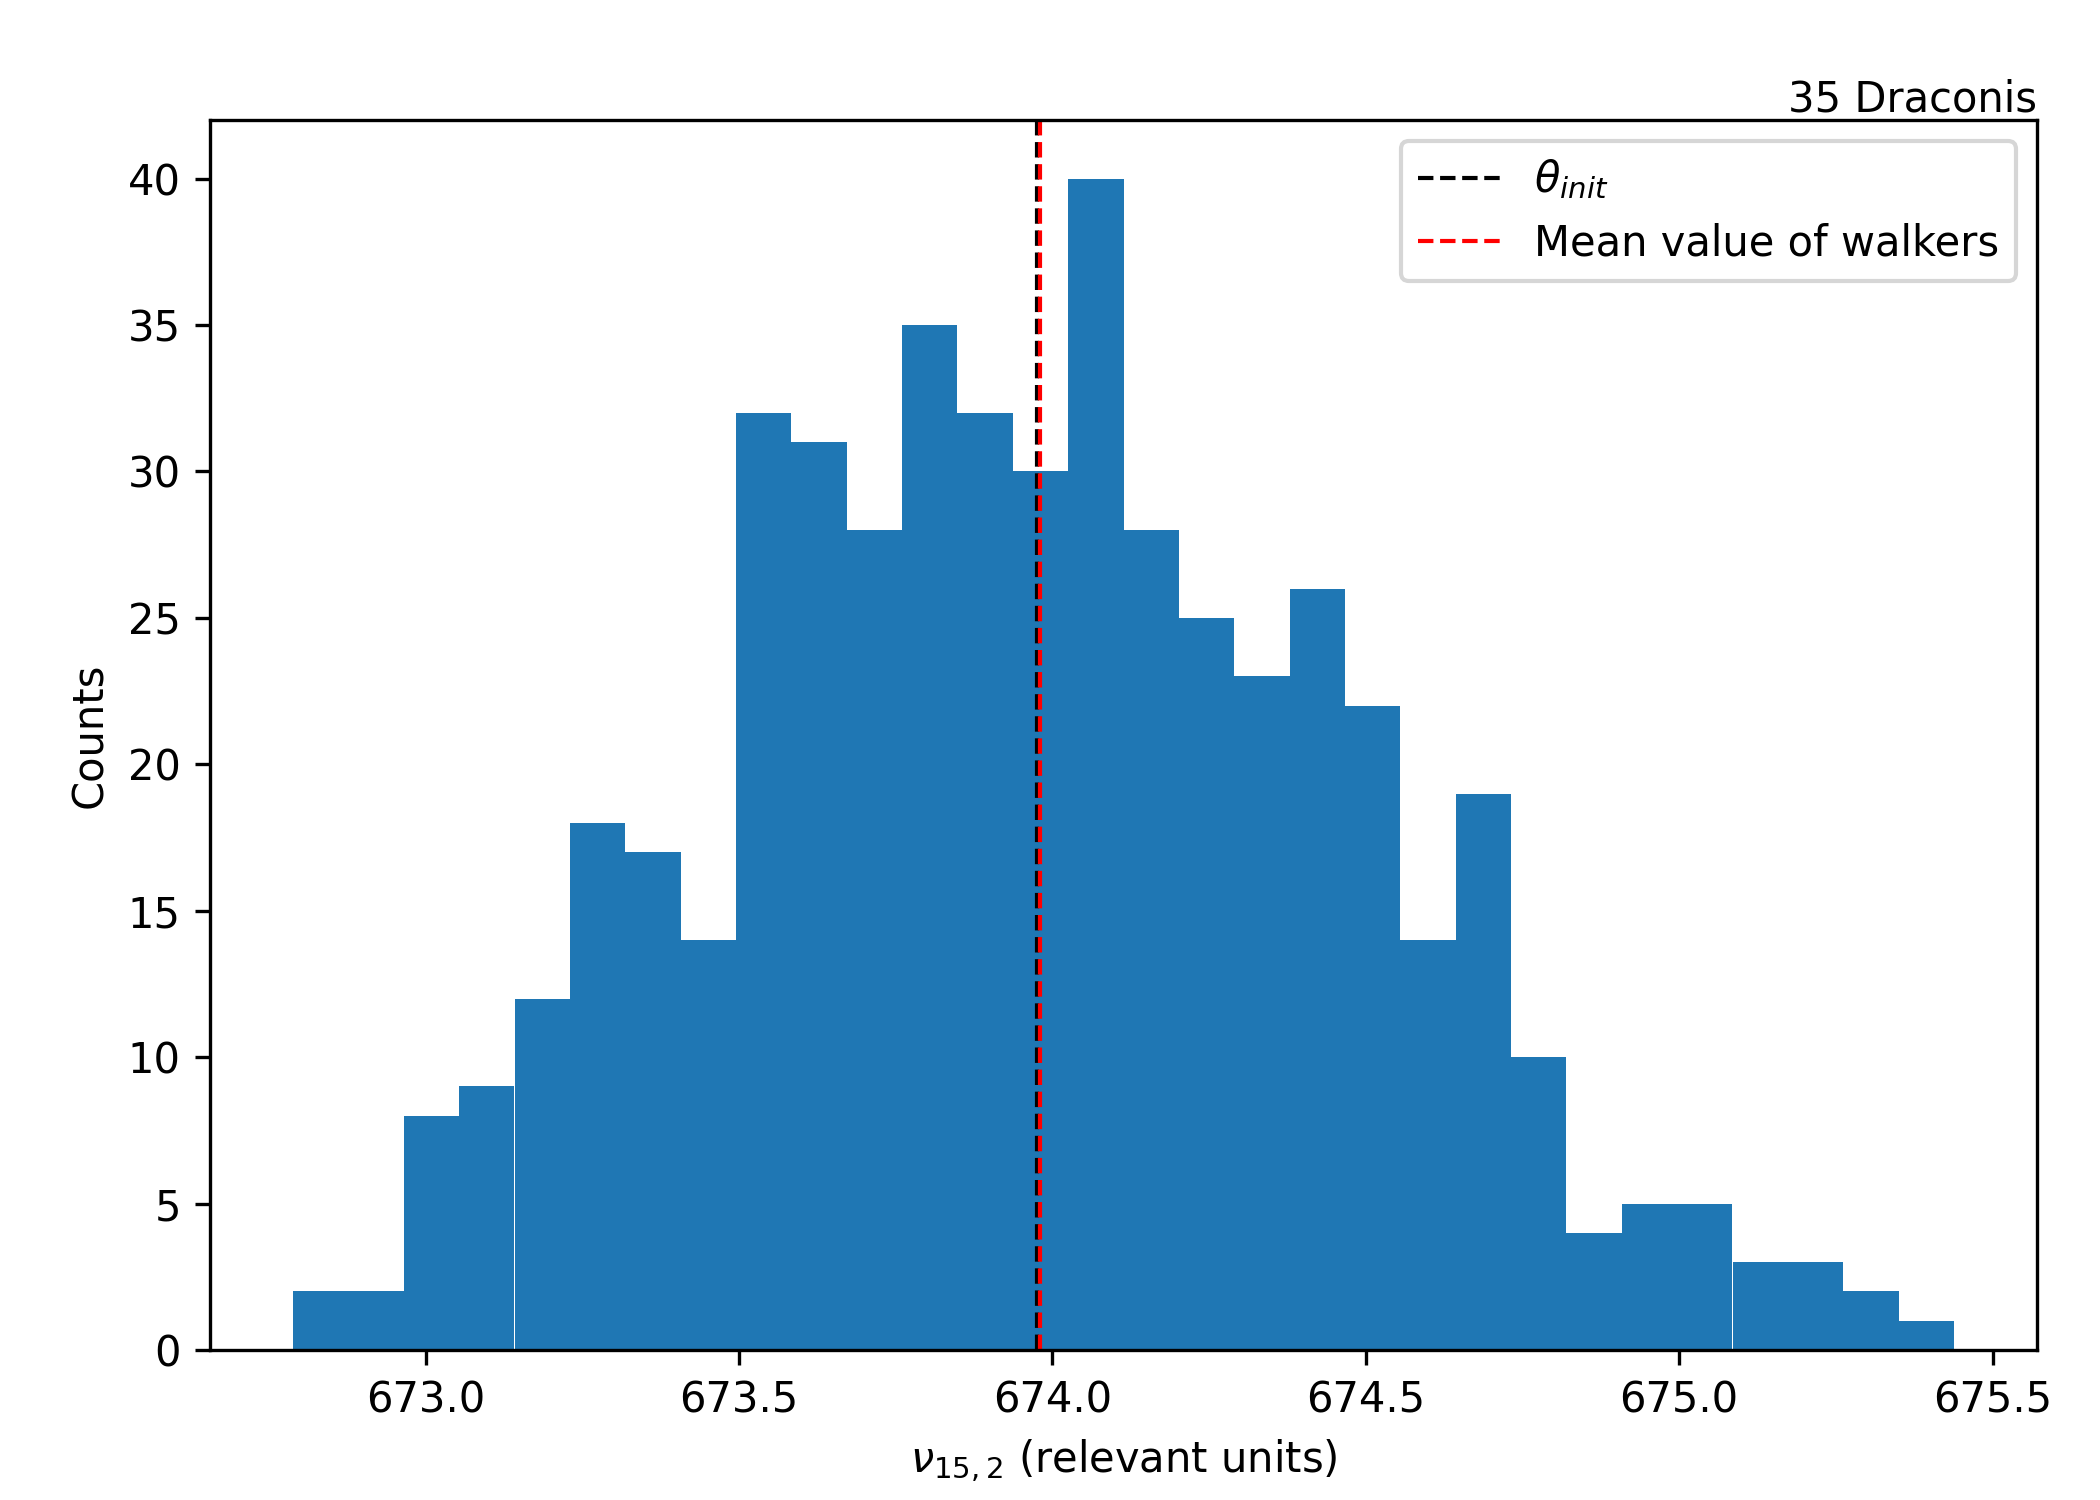 35 Draconis
θinit
Mean value of walkers
40
35
30
25
20
15
10
5
0
Counts
673.0 673.5 674.0 674.5 675.0 675.5
ν15, 2 (relevant units)